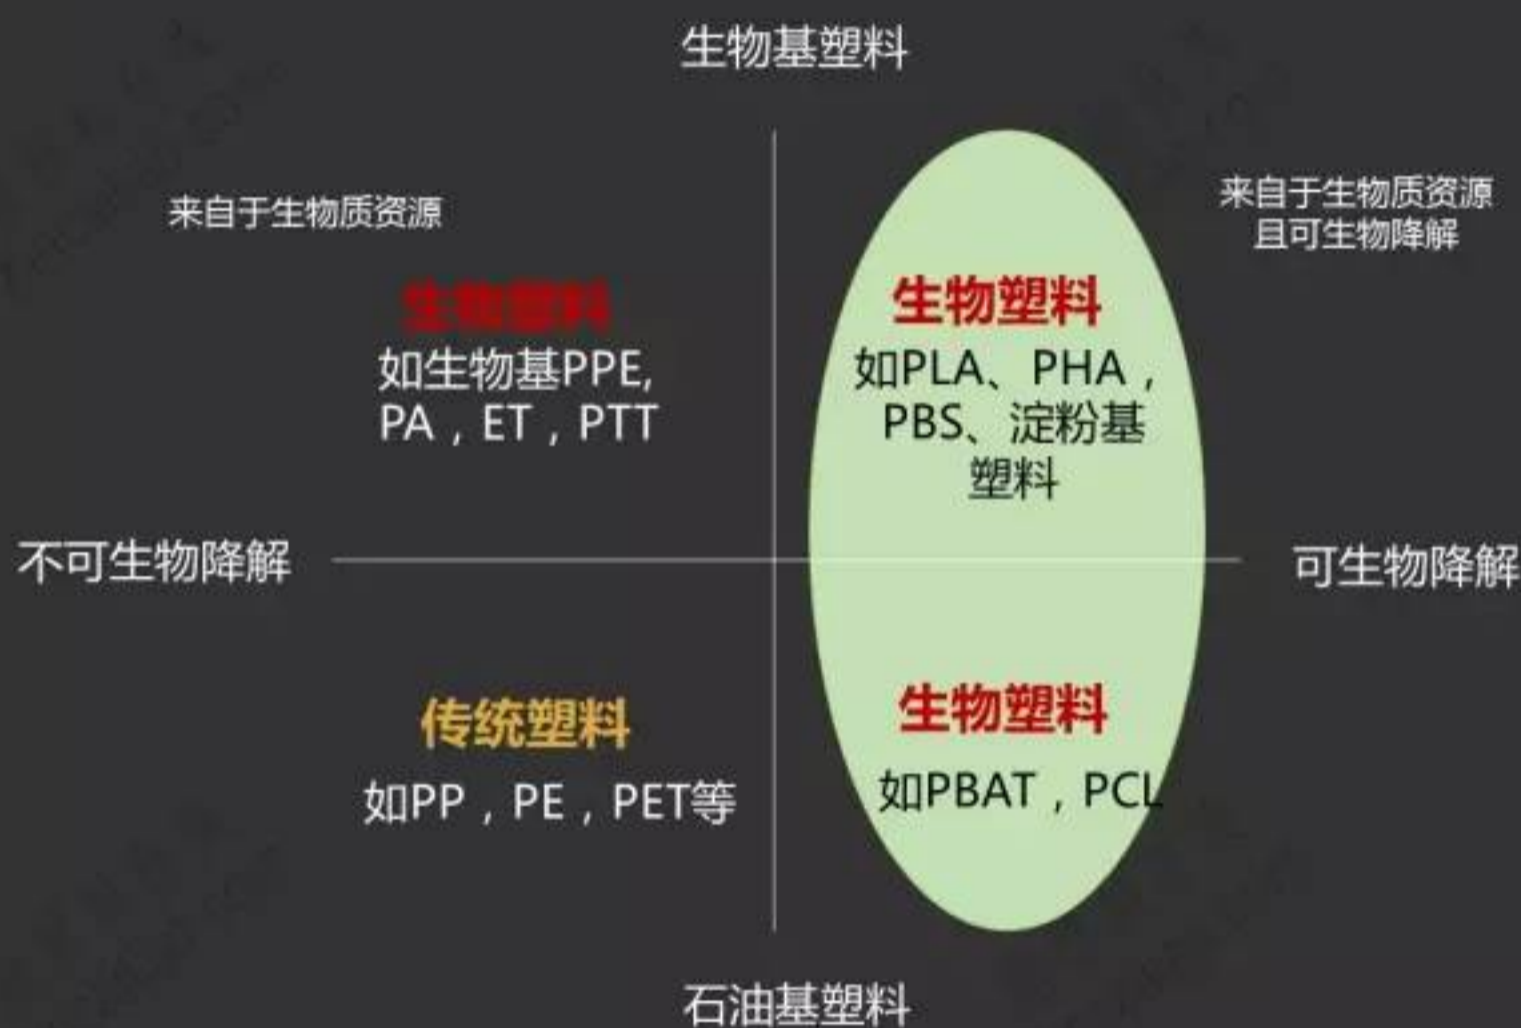 生物基塑料
来自于生物质资源
来自于生物质资源
且可生物降解
生物塑料
如生物基PPE,
PA，ET，PTT
生物塑料
如PLA、PHA，
PBS、淀粉基
塑料
不可生物降解
可生物降解
传统塑料
如PP，PE，PET等
生物塑料
如PBAT，PCL
石油基塑料